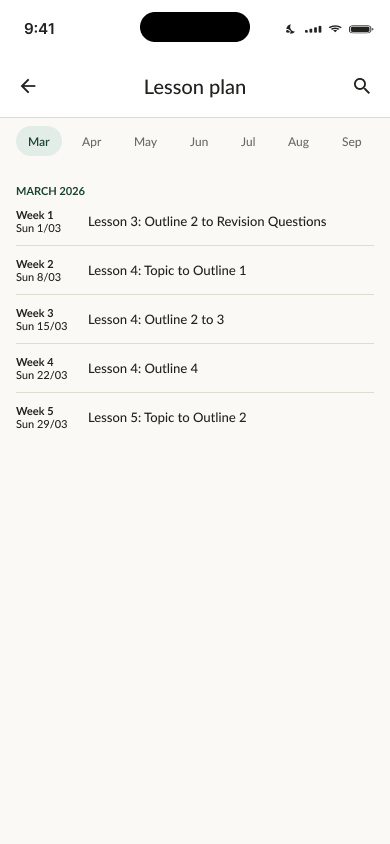 9:41
Lesson plan
Mar Apr May Jun Jul Aug Sep
MARCH 2026
Week 1
Sun 1/03
Lesson 3: Outline 2 to Revision Questions
Week 2
Sun 8/03
Lesson 4: Topic to Outline 1
Week 3
Sun 15/03
Lesson 4: Outline 2 to 3
Week 4
Sun 22/03
Lesson 4: Outline 4
Week 5
Sun 29/03
Lesson 5: Topic to Outline 2